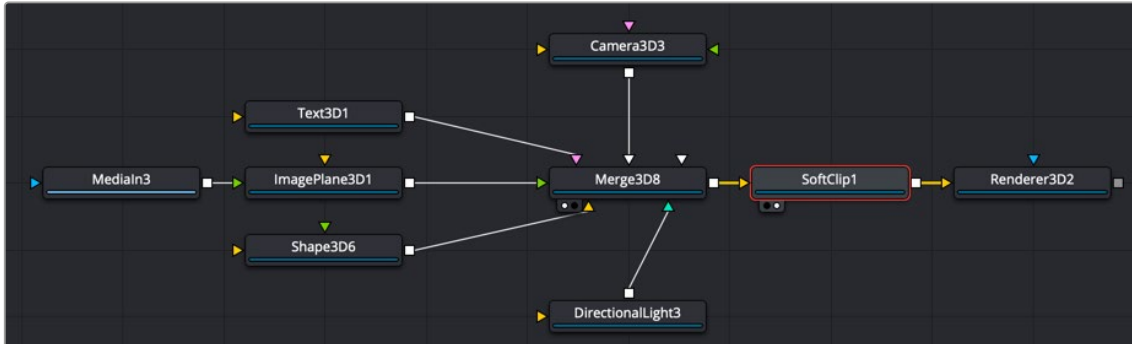 Camera3D3
Text3D1
MediaIn3
ImagePlane3D1
Merge3D8
SoftClip1
Renderer3D2
Shape3D6
DirectionalLight3